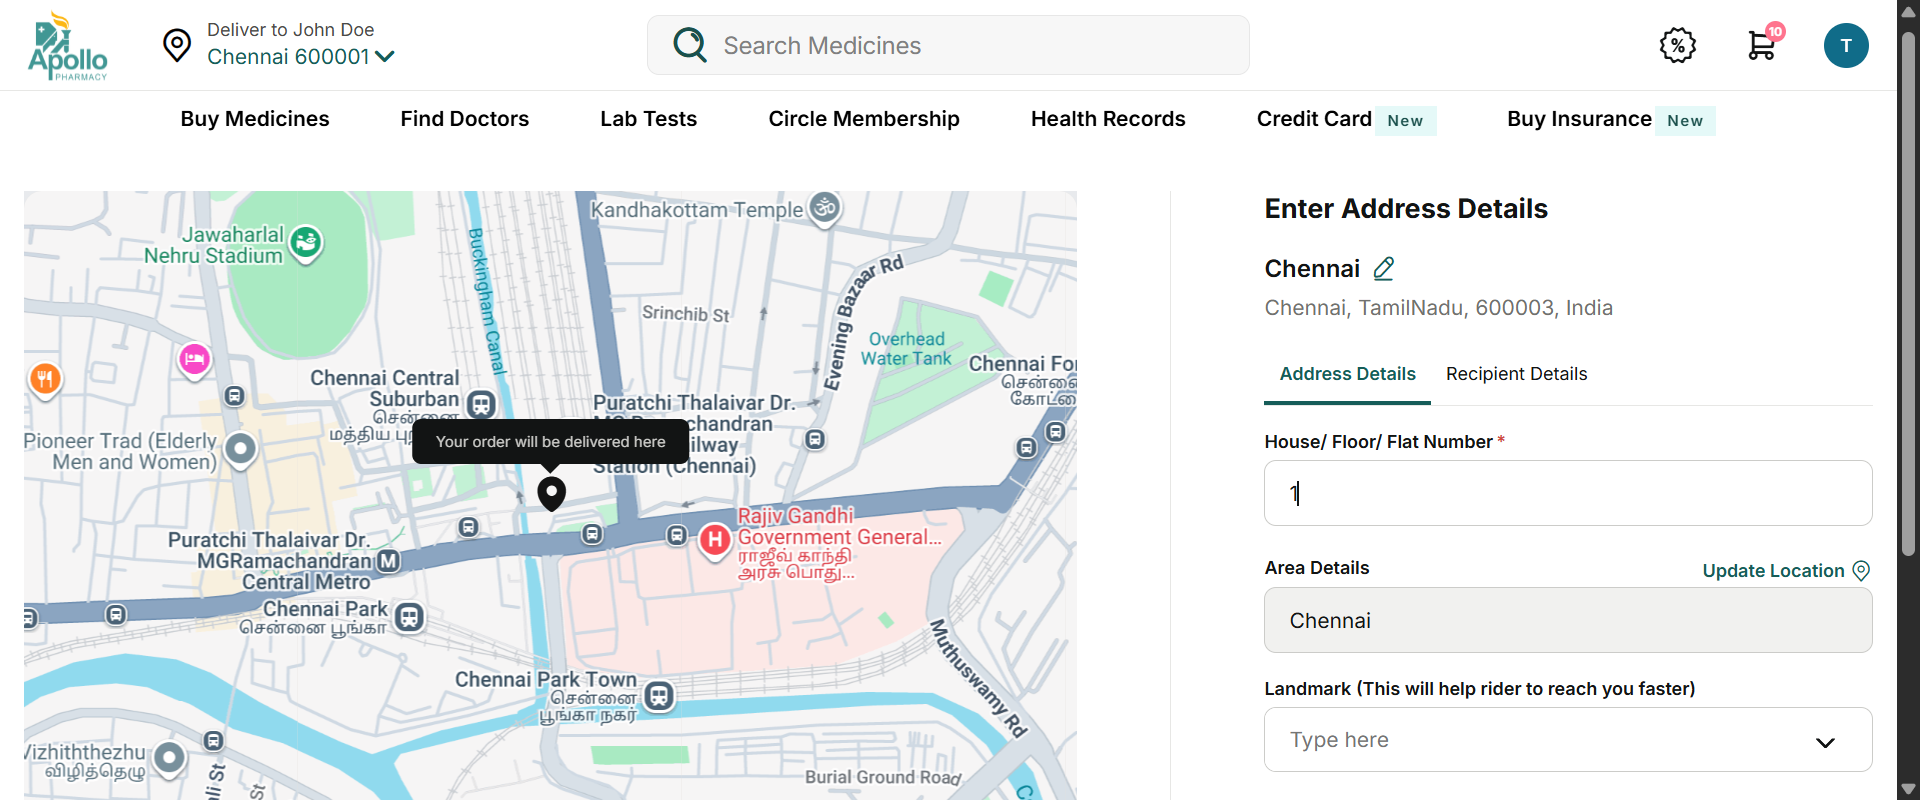 Apollo
PHARMACY
Deliver to John Doe
Chennai 600001
Search Medicines
%
10
T
Buy Medicines
Find Doctors
Lab Tests
Circle Membership
Health Records
Credit Card New
Buy Insurance New
Kandhakottam Temple
Jawaharlal
Nehru Stadium
Buckingham Canal
Srinchib St
Evening Bazaar Rd
Overhead
Water Tank
Chennai Central
Suburban
சென்னை
மத்திய
Puratchi Thalaivar Dr.
Ramachandran
Station (Chennai)
Pioneer Trad (Elderly
Men and Women)
Your order will be delivered here
Rajiv Gandhi
Government General...
ராஜீவ் காந்தி
அரசு பொது...
H
Puratchi Thalaivar Dr.
MGRamachandran
Central Metro
M
Chennai Park
சென்னை பூங்கா
Chennai Park Town
சென்னை
பூங்கா நகர்
Muthuswamy Rd
Vizhiththezhu
விழித்தெழு
Burial Ground Road
Chennai
சென்னை
St
Enter Address Details
Chennai
Chennai, TamilNadu, 600003, India
Address Details
Recipient Details
House/ Floor/ Flat Number *
1
Area Details
Update Location
Chennai
Landmark (This will help rider to reach you faster)
Type here